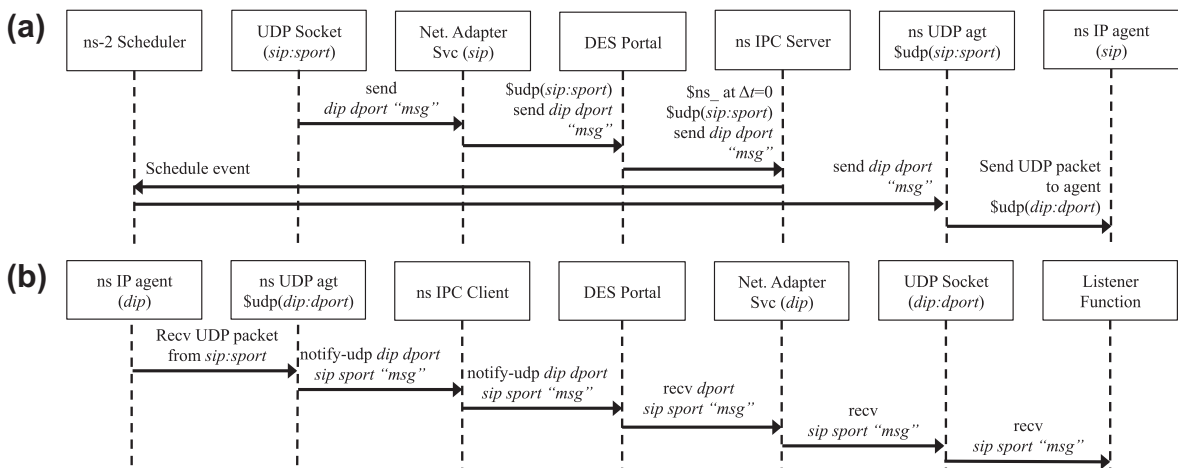 (a)
ns-2 Scheduler
UDP Socket
(sip:sport)
Net. Adapter
Svc (sip)
DES Portal
ns IPC Server
ns UDP agt
$udp(sip:sport)
ns IP agent
(sip)
send
dip dport “msg”
$udp(sip:sport)
send dip dport
“msg”
$ns_ at Δt=0
$udp(sip:sport)
send dip dport
“msg”
Schedule event
send dip dport
“msg”
Send UDP packet
to agent
$udp(dip:dport)
(b)
ns IP agent
(dip)
ns UDP agt
$udp(dip:dport)
ns IPC Client
DES Portal
Net. Adapter
Svc (dip)
UDP Socket
(dip:dport)
Listener
Function
Recv UDP packet
from sip:sport
notify-udp dip dport
sip sport “msg”
notify-udp dip dport
sip sport “msg”
recv dport
sip sport “msg”
recv
sip sport “msg”
recv
sip sport “msg”